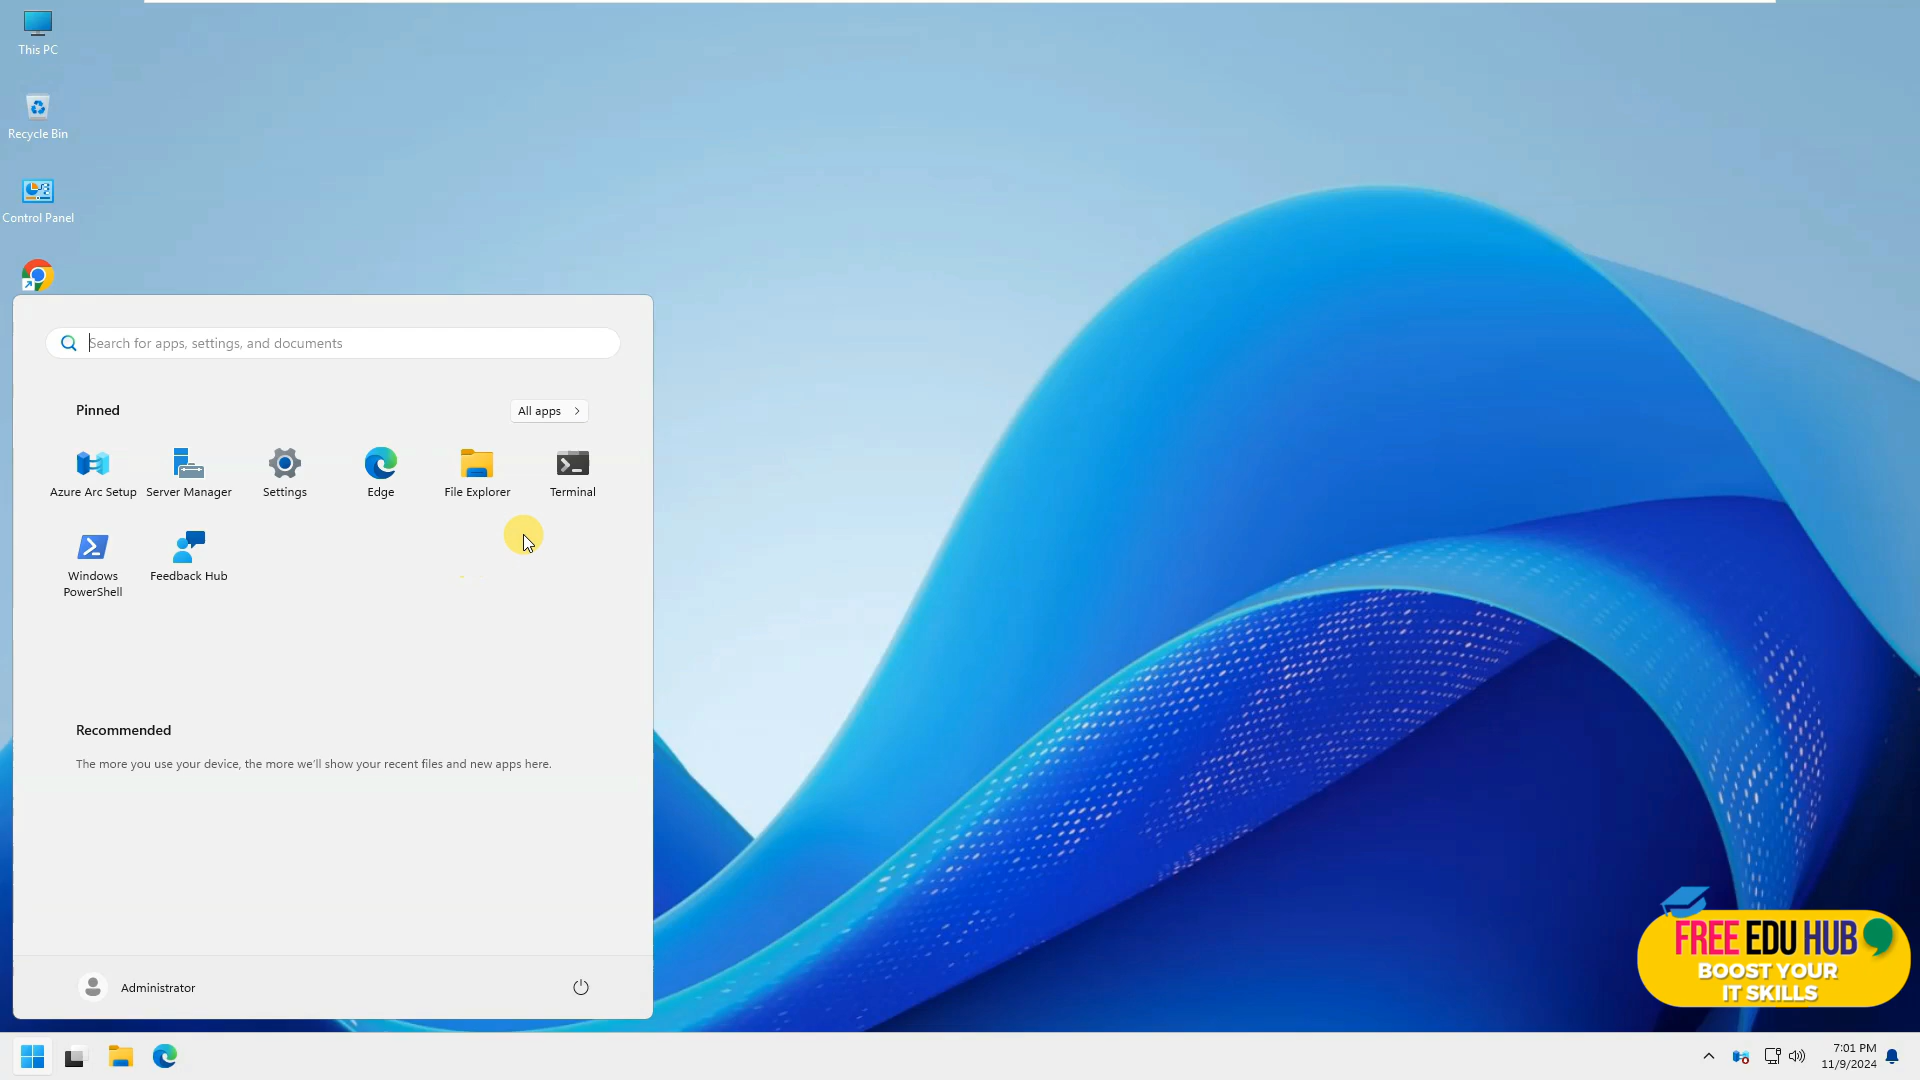 This PC
Recycle Bin
Control Panel
Search for apps, settings, and documents
Pinned
All apps
Azure Arc Setup
Server Manager
Settings
Edge
File Explorer
Terminal
Windows
PowerShell
Feedback Hub
Recommended
The more you use your device, the more we'll show your recent files and new apps here.
Administrator
FREE EDU HUB
BOOST YOUR
IT SKILLS
7:01 PM
11/9/2024